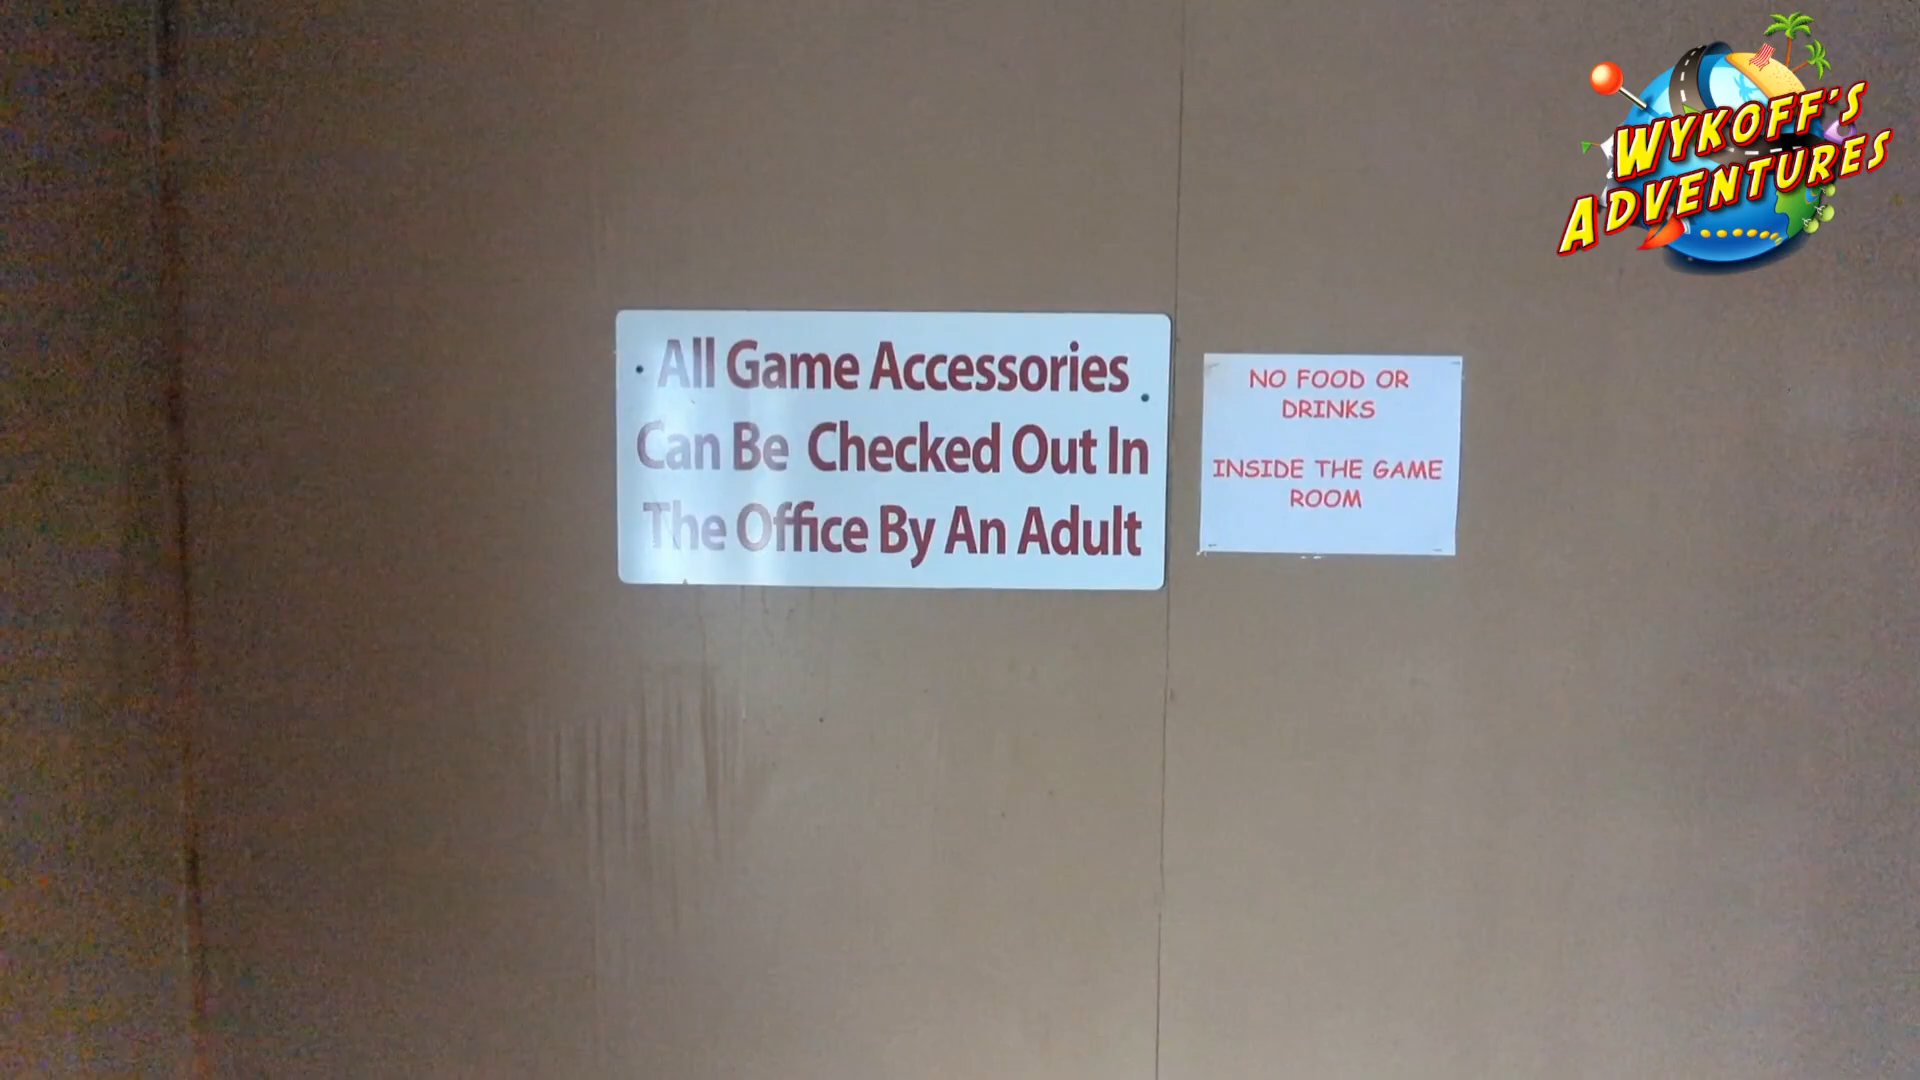 All Game Accessories
Can Be Checked Out In
The Office By An Adult
NO FOOD OR
DRINKS
INSIDE THE GAME
ROOM
WYKOFF'S
ADVENTURES